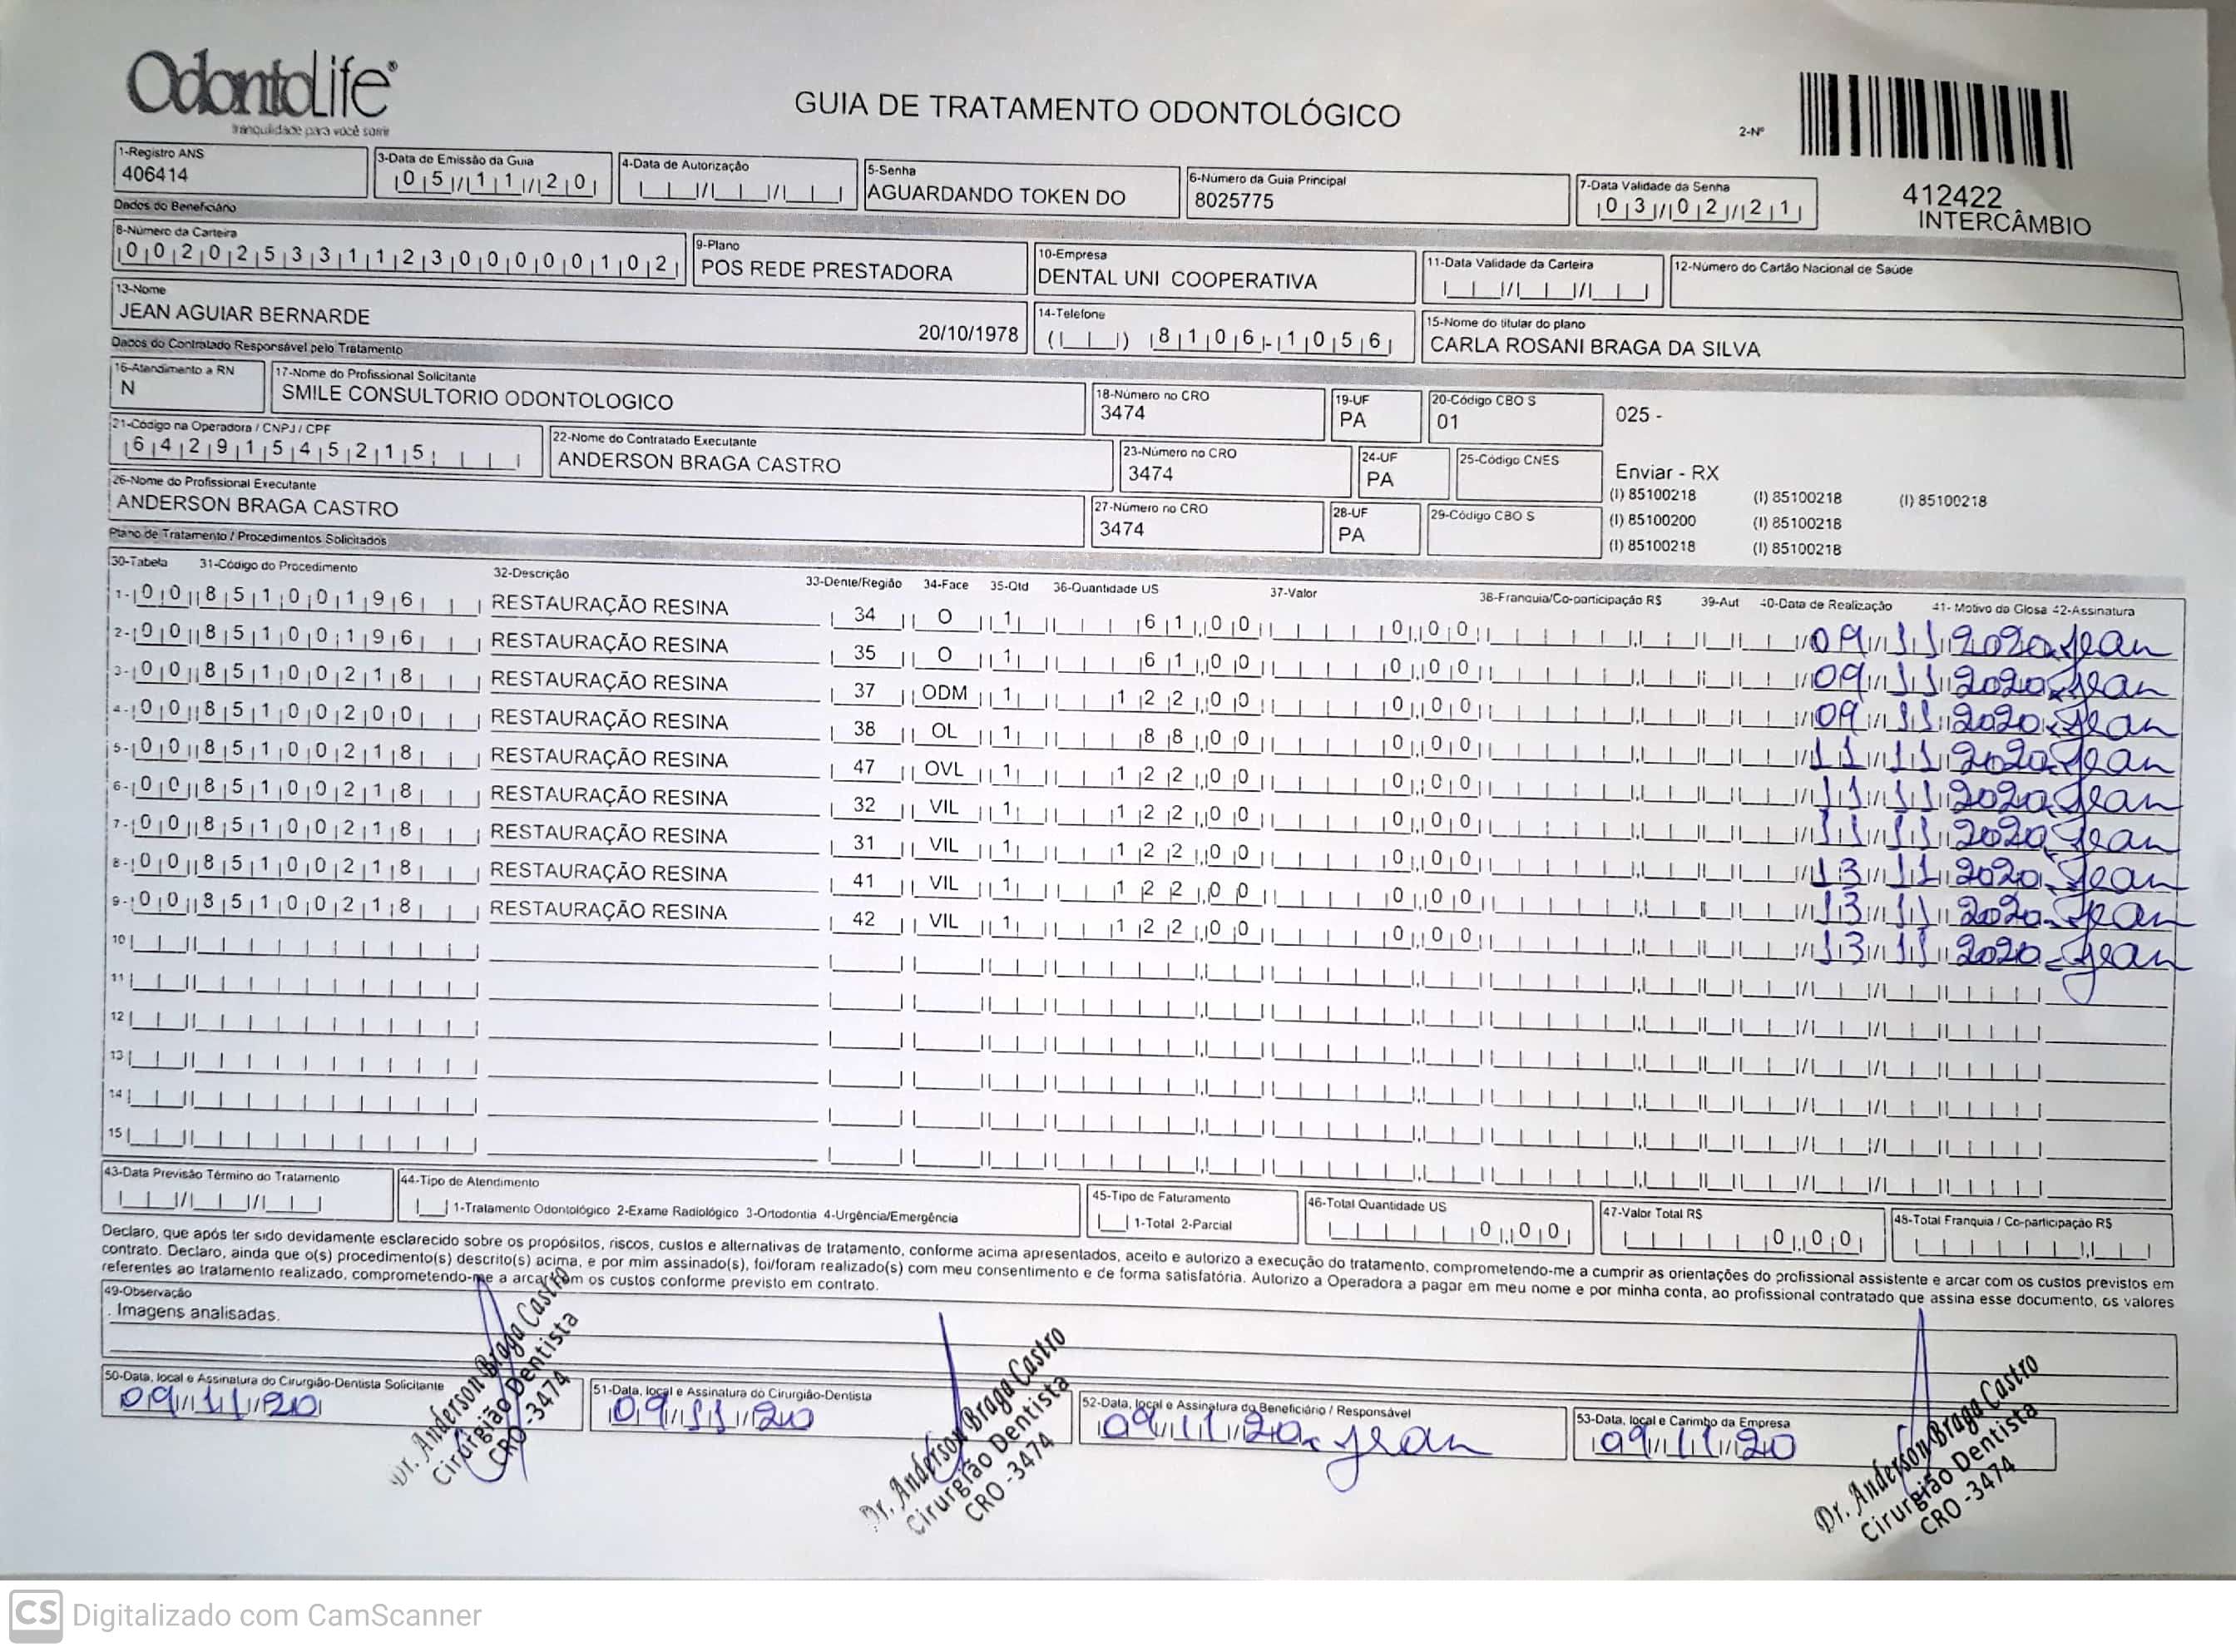 OdontoLife®
tranquilidade para você sorrir
GUIA DE TRATAMENTO ODONTOLÓGICO
2-Nº
412422
INTERCÂMBIO
1-Registro ANS
406414
3-Data de Emissão da Guia
05/11/20
4-Data de Autorização
5-Senha
AGUARDANDO TOKEN DO
6-Número da Guia Principal
8025775
7-Data Validade da Senha
03/02/21
Dados do Beneficiário
8-Número da Carteira
00202533112300000102
9-Plano
POS REDE PRESTADORA
10-Empresa
DENTAL UNI COOPERATIVA
11-Data Validade da Carteira
12-Número do Cartão Nacional de Saúde
13-Nome
JEAN AGUIAR BERNARDE
20/10/1978
14-Telefone
( ) 8106-1056
15-Nome do titular do plano
CARLA ROSANI BRAGA DA SILVA
Dados do Contratado Responsável pelo Tratamento
16-Atendimento a RN
N
17-Nome do Profissional Solicitante
SMILE CONSULTORIO ODONTOLOGICO
18-Número no CRO
3474
19-UF
PA
20-Código CBO S
01
025 -
21-Código na Operadora / CNPJ / CPF
64291545215
22-Nome do Contratado Executante
ANDERSON BRAGA CASTRO
23-Número no CRO
3474
24-UF
PA
25-Código CNES
Enviar - RX
(I) 85100218 (I) 85100218 (I) 85100218
(I) 85100200 (I) 85100218
(I) 85100218 (I) 85100218
26-Nome do Profissional Executante
ANDERSON BRAGA CASTRO
27-Número no CRO
3474
28-UF
PA
29-Código CBO S
Plano de Tratamento / Procedimentos Solicitados
30-Tabela 31-Código do Procedimento 32-Descrição 33-Dente/Região 34-Face 35-Qtd 36-Quantidade US 37-Valor 38-Franquia/Co-participação R$ 39-Aut 40-Data de Realização 41- Motivo da Glosa 42-Assinatura
1- 00 85100196 RESTAURAÇÃO RESINA 34 O 1 61,00 0,00 09/11/2020 Jean
2- 00 85100196 RESTAURAÇÃO RESINA 35 O 1 61,00 0,00 09/11/2020 Jean
3- 00 85100218 RESTAURAÇÃO RESINA 37 ODM 1 122,00 0,00 09/11/2020 Jean
4- 00 85100200 RESTAURAÇÃO RESINA 38 OL 1 88,00 0,00 11/11/2020 Jean
5- 00 85100218 RESTAURAÇÃO RESINA 47 OVL 1 122,00 0,00 11/11/2020 Jean
6- 00 85100218 RESTAURAÇÃO RESINA 32 VIL 1 122,00 0,00 11/11/2020 Jean
7- 00 85100218 RESTAURAÇÃO RESINA 31 VIL 1 122,00 0,00 13/11/2020 Jean
8- 00 85100218 RESTAURAÇÃO RESINA 41 VIL 1 122,00 0,00 13/11/2020 Jean
9- 00 85100218 RESTAURAÇÃO RESINA 42 VIL 1 122,00 0,00 13/11/2020 Jean
10
11
12
13
14
15
43-Data Previsão Término do Tratamento
44-Tipo de Atendimento
1-Tratamento Odontológico 2-Exame Radiológico 3-Ortodontia 4-Urgência/Emergência
45-Tipo de Faturamento
1-Total 2-Parcial
46-Total Quantidade US
0,00
47-Valor Total R$
0,00
48-Total Franquia / Co-participação R$
Declaro, que após ter sido devidamente esclarecido sobre os propósitos, riscos, custos e alternativas de tratamento, conforme acima apresentados, aceito e autorizo a execução do tratamento, comprometendo-me a cumprir as orientações do profissional assistente e arcar com os custos previstos em
contrato. Declaro, ainda que o(s) procedimento(s) descrito(s) acima, e por mim assinado(s), foi/foram realizado(s) com meu consentimento e de forma satisfatória. Autorizo a Operadora a pagar em meu nome e por minha conta, ao profissional contratado que assina esse documento, os valores
referentes ao tratamento realizado, comprometendo-me a arcar com os custos conforme previsto em contrato.
49-Observação
. Imagens analisadas.
50-Data, local e Assinatura do Cirurgião-Dentista Solicitante
09/11/20
Dr. Anderson Braga Castro
Cirurgião Dentista
CRO -3474
51-Data, local e Assinatura do Cirurgião-Dentista
09/11/20
Dr. Anderson Braga Castro
Cirurgião Dentista
CRO -3474
52-Data, local e Assinatura do Beneficiário / Responsável
09/11/20 Jean
53-Data, local e Carimbo da Empresa
09/11/20
Dr. Anderson Braga Castro
Cirurgião Dentista
CRO -3474
CS Digitalizado com CamScanner